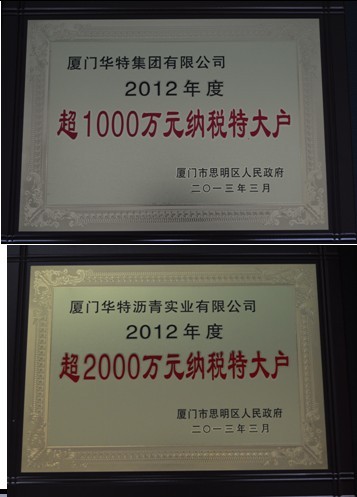 厦门华特集团有限公司
2012年度
超1000万元纳税特大户
厦门市思明区人民政府
二〇一三年三月
厦门华特沥青实业有限公司
2012年度
超2000万元纳税特大户
厦门市思明区人民政府
二〇一三年三月